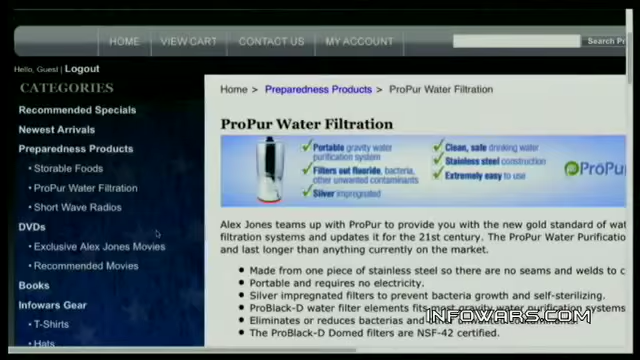 HOME VIEW CART CONTACT US MY ACCOUNT
Search
Hello, Guest | Logout
CATEGORIES
Recommended Specials
Newest Arrivals
Preparedness Products
• Storable Foods
• ProPur Water Filtration
• Short Wave Radios
DVDs
• Exclusive Alex Jones Movies
• Recommended Movies
Books
Infowars Gear
• T-Shirts
• Hats
Home > Preparedness Products > ProPur Water Filtration
ProPur Water Filtration
Portable gravity water
purification system
Filters out fluoride, bacteria,
other unwanted contaminants
Silver impregnated
Clean, safe drinking water
Stainless steel construction
Extremely easy to use
ProPur
Alex Jones teams up with ProPur to provide you with the new gold standard of wat
filtration systems and updates it for the 21st century. The ProPur Water Purificatio
and last longer than anything currently on the market.
• Made from one piece of stainless steel so there are no seams and welds to c
• Portable and requires no electricity.
• Silver impregnated filters to prevent bacteria growth and self-sterilizing.
• ProBlack-D water filter elements fits most gravity water purification systems
• Eliminates or reduces bacterias and
• The ProBlack-D Domed filters are NSF-42 certified.
INFOWARS.COM